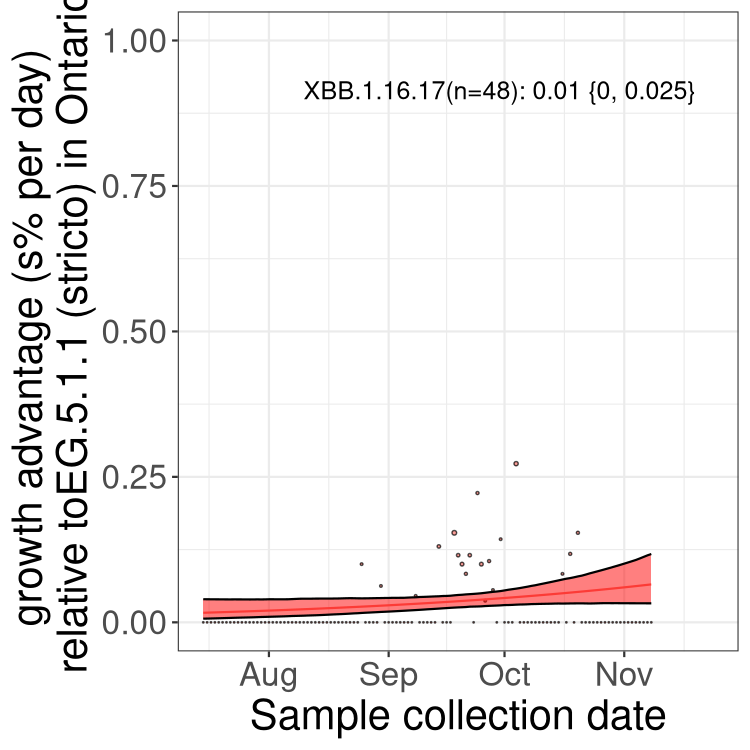 growth advantage (s% per day)
relative toEG.5.1.1 (stricto) in Ontario
1.00
0.75
0.50
0.25
0.00
XBB.1.16.17(n=48): 0.01 {0, 0.025}
Aug Sep Oct Nov
Sample collection date